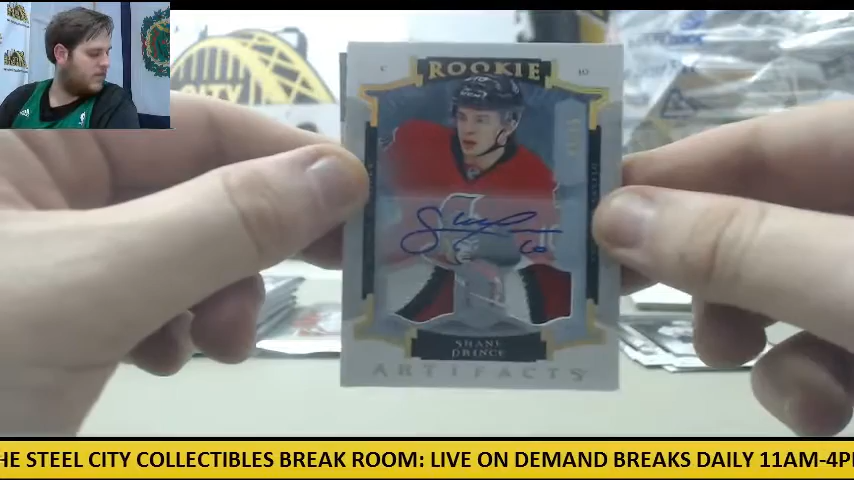 ROOKIE
SHANE
PRINCE
ARTIFACTS
HE STEEL CITY COLLECTIBLES BREAK ROOM: LIVE ON DEMAND BREAKS DAILY 11AM-4P